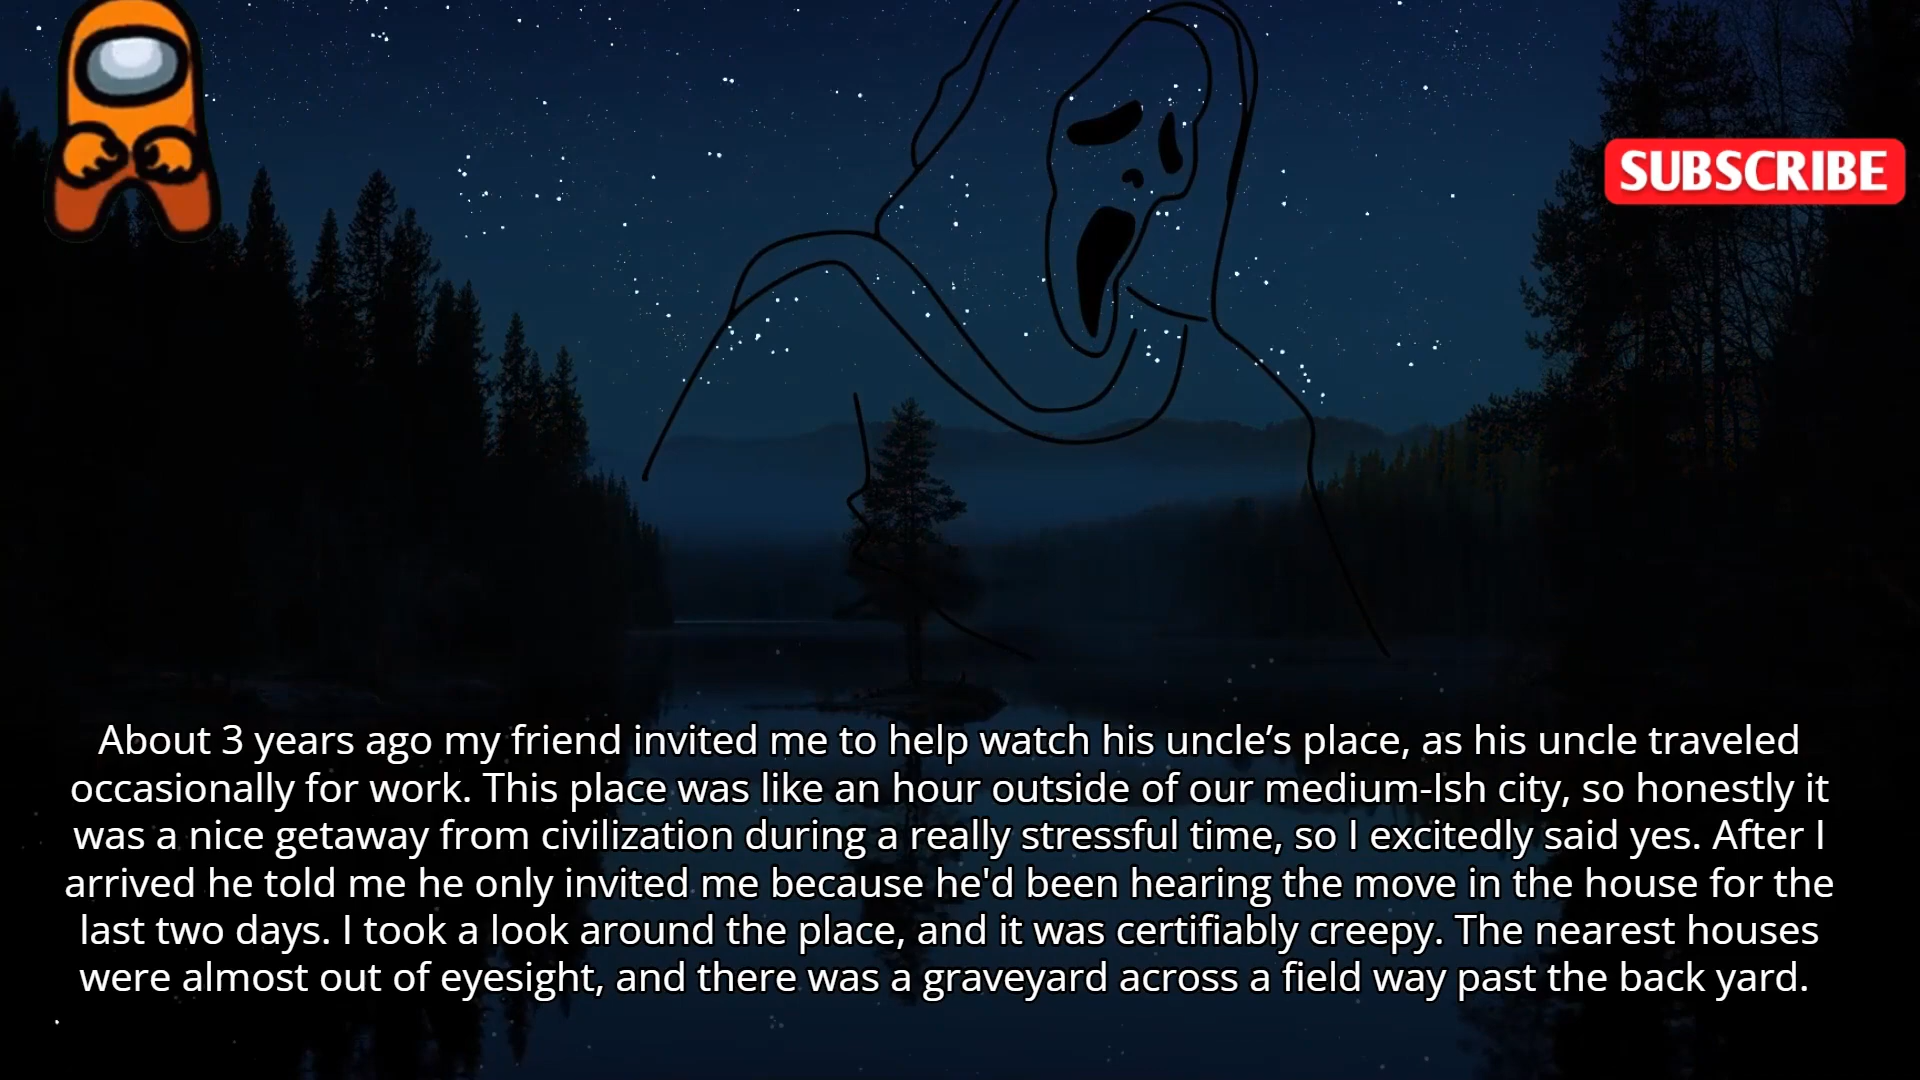 SUBSCRIBE
About 3 years ago my friend invited me to help watch his uncle’s place, as his uncle traveled
occasionally for work. This place was like an hour outside of our medium-Ish city, so honestly it
was a nice getaway from civilization during a really stressful time, so I excitedly said yes. After I
arrived he told me he only invited me because he'd been hearing the move in the house for the
last two days. I took a look around the place, and it was certifiably creepy. The nearest houses
were almost out of eyesight, and there was a graveyard across a field way past the back yard.